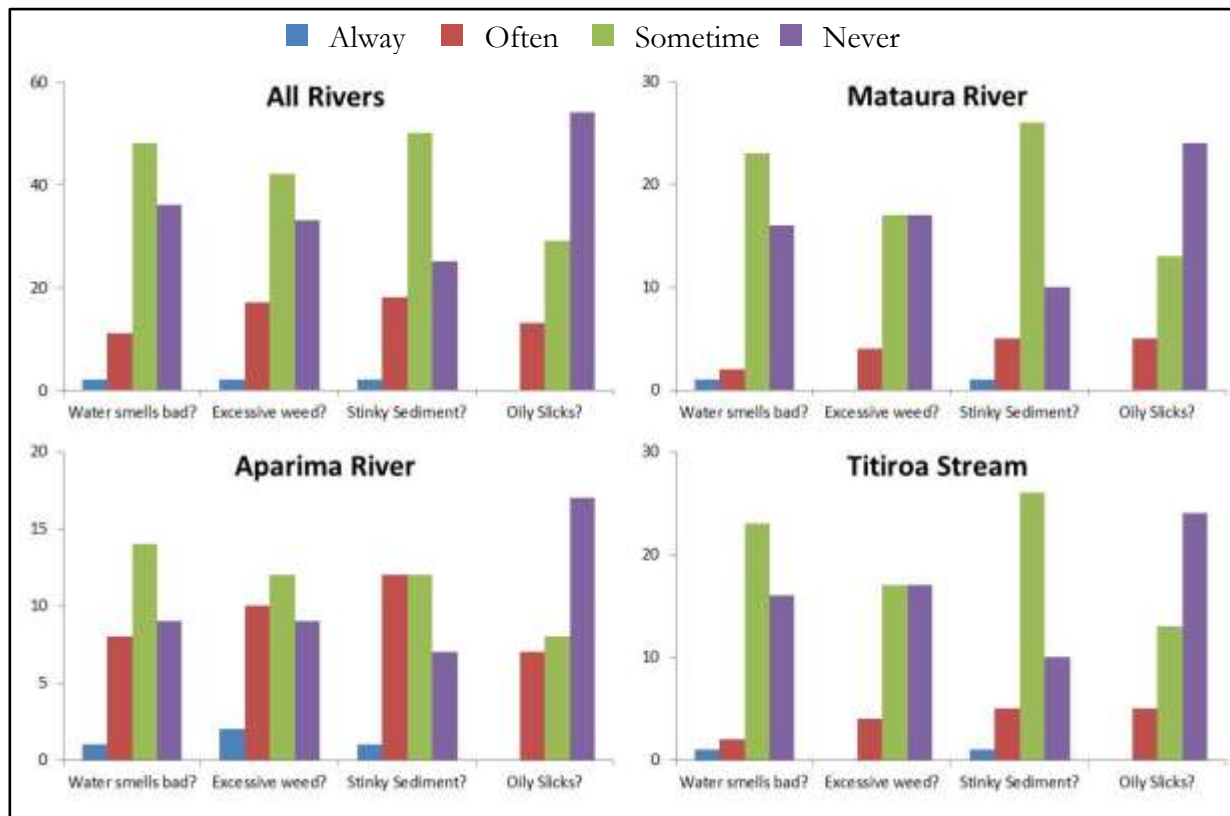 Alway Often Sometime Never
All Rivers
60
40
20
0
Water smells bad? Excessive weed? Stinky Sediment? Oily Slicks?
Mataura River
30
20
10
0
Water smells bad? Excessive weed? Stinky Sediment? Oily Slicks?
Aparima River
20
15
10
5
0
Water smells bad? Excessive weed? Stinky Sediment? Oily Slicks?
Titiroa Stream
30
20
10
0
Water smells bad? Excessive weed? Stinky Sediment? Oily Slicks?